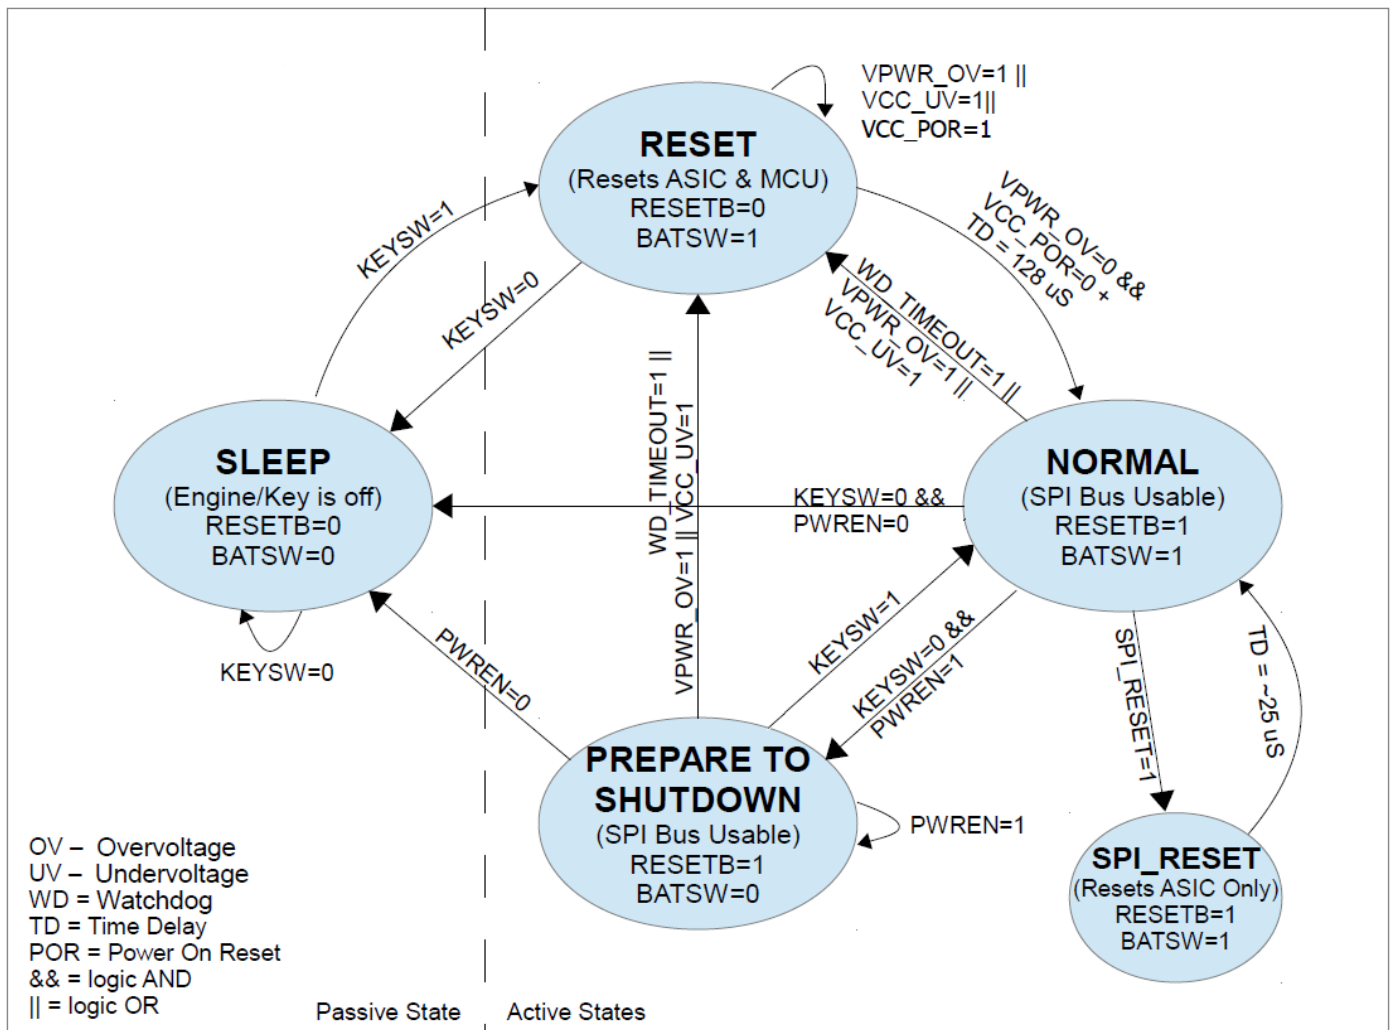 VPWR_OV=1 ||
VCC_UV=1||
VCC_POR=1
RESET
(Resets ASIC & MCU)
RESETB=0
BATSW=1
KEYSW=1
KEYSW=0
VPWR_OV=0 &&
VCC_POR=0 +
TD = 128 uS
WD_TIMEOUT=1 ||
VPWR_OV=1 ||
VCC_UV=1
SLEEP
(Engine/Key is off)
RESETB=0
BATSW=0
KEYSW=0
WD_TIMEOUT=1 ||
VPWR_OV=1 || VCC_UV=1
KEYSW=0 &&
PWREN=0
NORMAL
(SPI Bus Usable)
RESETB=1
BATSW=1
PWREN=0
KEYSW=1
KEYSW=0 &&
PWREN=1
SPI_RESET=1
TD = ~25 uS
PREPARE TO
SHUTDOWN
(SPI Bus Usable)
RESETB=1
BATSW=0
PWREN=1
SPI_RESET
(Resets ASIC Only)
RESETB=1
BATSW=1
OV – Overvoltage
UV – Undervoltage
WD = Watchdog
TD = Time Delay
POR = Power On Reset
&& = logic AND
|| = logic OR
Passive State
Active States